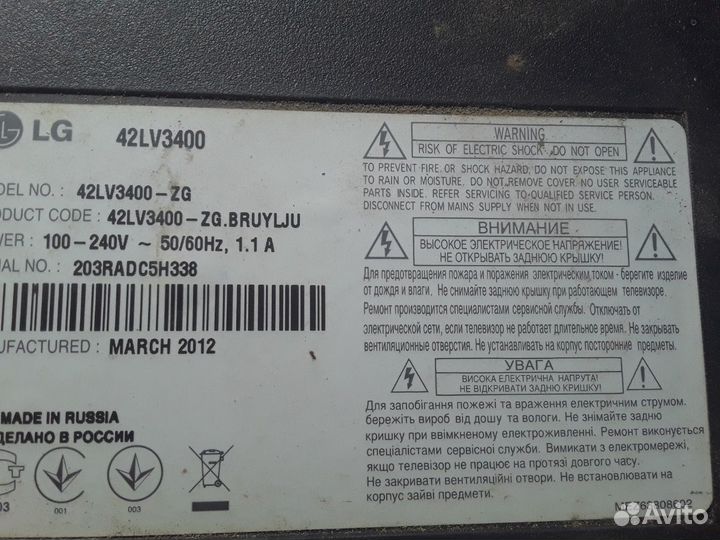 LG 42LV3400
DEL NO. : 42LV3400-ZG
ODUCT CODE : 42LV3400-ZG.BRUYLJU
WER : 100-240V ~ 50/60Hz, 1.1 A
IAL NO. : 203RADC5H338
UFACTURED : MARCH 2012
MADE IN RUSSIA
ДЕЛАНО В РОССИИ
03
001
003
WARNING
RISK OF ELECTRIC SHOCK DO NOT OPEN
TO PREVENT FIRE OR SHOCK HAZARD, DO NOT EXPOSE THIS APPLIANCE
TO RAIN OR MOISTURE. DO NOT REMOVE COVER. NO USER SERVICEABLE
PARTS INSIDE. REFER SERVICING TO QUALIFIED SERVICE PERSON.
DISCONNECT FROM MAINS SUPPLY WHEN NOT IN USE.
ВНИМАНИЕ
ВЫСОКОЕ ЭЛЕКТРИЧЕСКОЕ НАПРЯЖЕНИЕ!
НЕ ОТКРЫВАТЬ ЗАДНЮЮ КРЫШКУ!
Для предотвращения пожара и поражения электрическим током - берегите изделие
от дождя и влаги. Не снимайте заднюю крышку при работающем телевизоре.
Ремонт производится специалистами сервисной службы. Отключать от
электрической сети, если телевизор не работает длительное время. Не закрывать
вентиляционные отверстия. Не устанавливать на корпус посторонние предметы.
УВАГА
ВИСОКА ЕЛЕКТРИЧНА НАПРУГА!
НЕ ВІДКРИВАТИ ЗАДНЮ КРИШКУ!
Для запобігання пожежі та враження електричним струмом.
бережіть виріб від дошу та вологи. Не знімайте задню
кришку при ввімкненому електроживленні. Ремонт виконується
спеціалістами сервісної служби. Вимикати з електромережі,
якщо телевізор не працює на протязі довгого часу.
Не закривати вентиляційні отвори. Не встановлювати на
корпус зайві предмети.
Avito